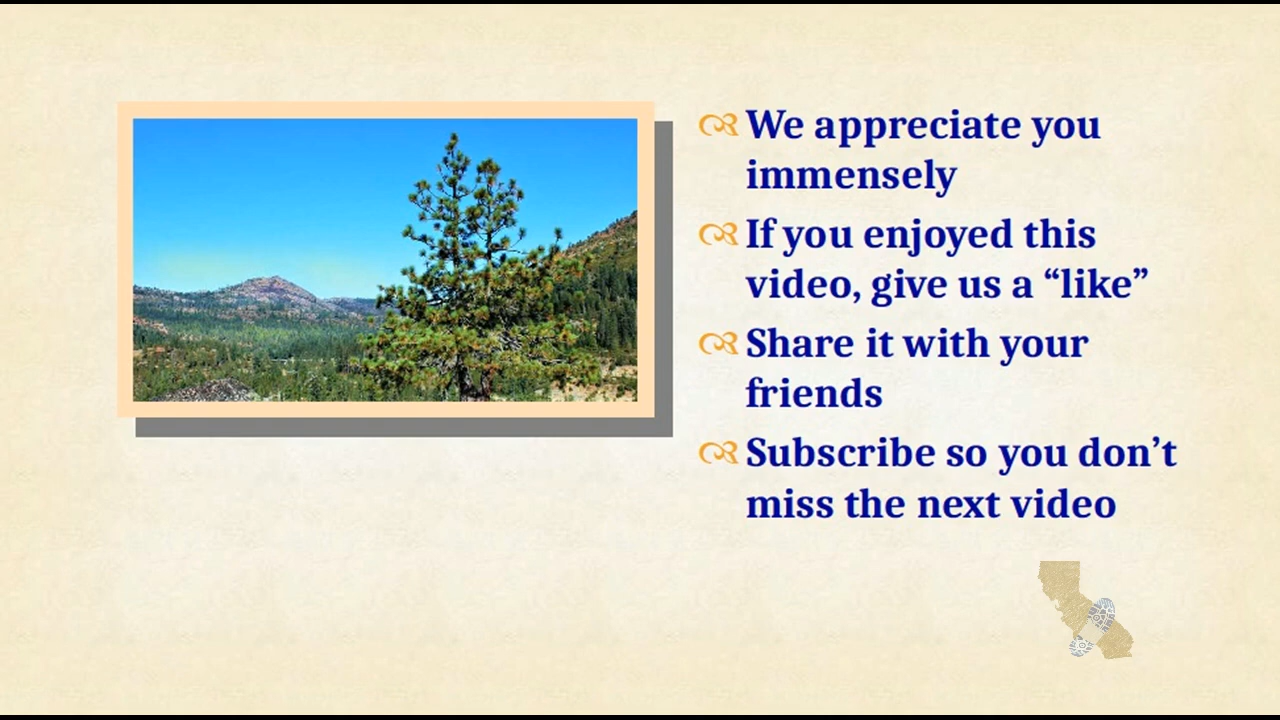 We appreciate you
immensely
If you enjoyed this
video, give us a “like”
Share it with your
friends
Subscribe so you don’t
miss the next video